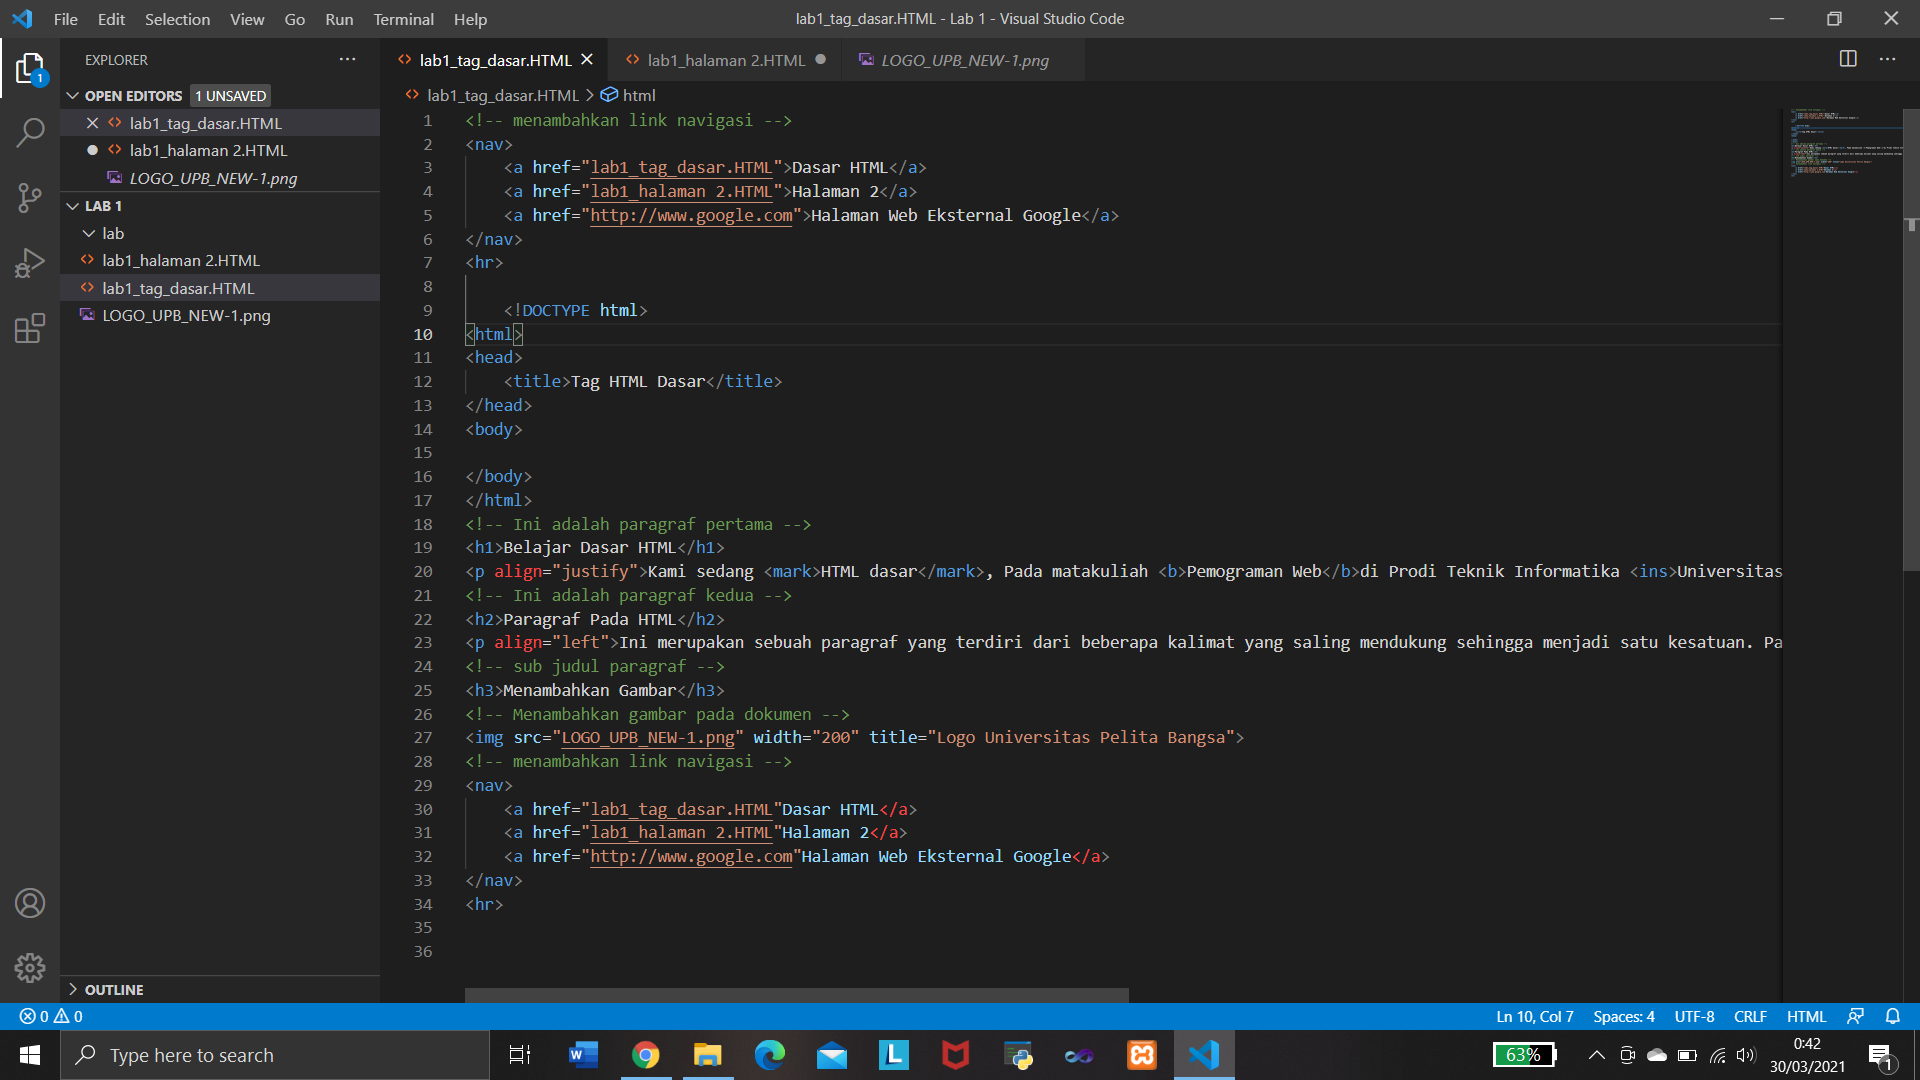 File Edit Selection View Go Run Terminal Help
lab1_tag_dasar.HTML - Lab 1 - Visual Studio Code
EXPLORER
OPEN EDITORS 1 UNSAVED
lab1_tag_dasar.HTML
lab1_halaman 2.HTML
LOGO_UPB_NEW-1.png
LAB 1
lab
lab1_halaman 2.HTML
lab1_tag_dasar.HTML
LOGO_UPB_NEW-1.png
OUTLINE
1
lab1_tag_dasar.HTML lab1_halaman 2.HTML LOGO_UPB_NEW-1.png
lab1_tag_dasar.HTML > html
1 <!-- menambahkan link navigasi -->
2 <nav>
3     <a href="lab1_tag_dasar.HTML">Dasar HTML</a>
4     <a href="lab1_halaman 2.HTML">Halaman 2</a>
5     <a href="http://www.google.com">Halaman Web Eksternal Google</a>
6 </nav>
7 <hr>
8
9     <!DOCTYPE html>
10 <html>
11 <head>
12     <title>Tag HTML Dasar</title>
13 </head>
14 <body>
15
16 </body>
17 </html>
18 <!-- Ini adalah paragraf pertama -->
19 <h1>Belajar Dasar HTML</h1>
20 <p align="justify">Kami sedang <mark>HTML dasar</mark>, Pada matakuliah <b>Pemograman Web</b>di Prodi Teknik Informatika <ins>Universitas
21 <!-- Ini adalah paragraf kedua -->
22 <h2>Paragraf Pada HTML</h2>
23 <p align="left">Ini merupakan sebuah paragraf yang terdiri dari beberapa kalimat yang saling mendukung sehingga menjadi satu kesatuan. Pa
24 <!-- sub judul paragraf -->
25 <h3>Menambahkan Gambar</h3>
26 <!-- Menambahkan gambar pada dokumen -->
27 <img src="LOGO_UPB_NEW-1.png" width="200" title="Logo Universitas Pelita Bangsa">
28 <!-- menambahkan link navigasi -->
29 <nav>
30     <a href="lab1_tag_dasar.HTML"Dasar HTML</a>
31     <a href="lab1_halaman 2.HTML"Halaman 2</a>
32     <a href="http://www.google.com"Halaman Web Eksternal Google</a>
33 </nav>
34 <hr>
35
36
0 0
Ln 10, Col 7 Spaces: 4 UTF-8 CRLF HTML
Type here to search
63%
0:42
30/03/2021
1